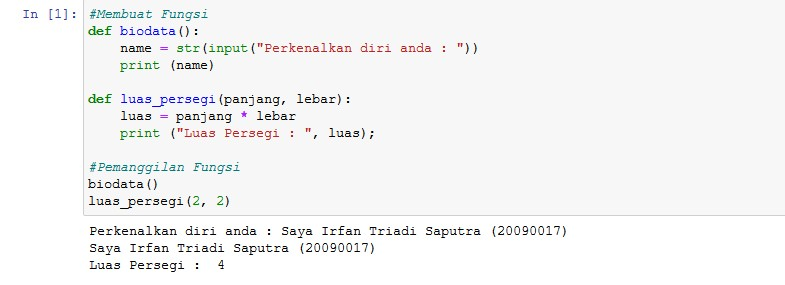 In [1]: #Membuat Fungsi
def biodata():
    name = str(input("Perkenalkan diri anda : "))
    print (name)

def luas_persegi(panjang, lebar):
    luas = panjang * lebar
    print ("Luas Persegi : ", luas);

#Pemanggilan Fungsi
biodata()
luas_persegi(2, 2)

Perkenalkan diri anda : Saya Irfan Triadi Saputra (20090017)
Saya Irfan Triadi Saputra (20090017)
Luas Persegi :  4